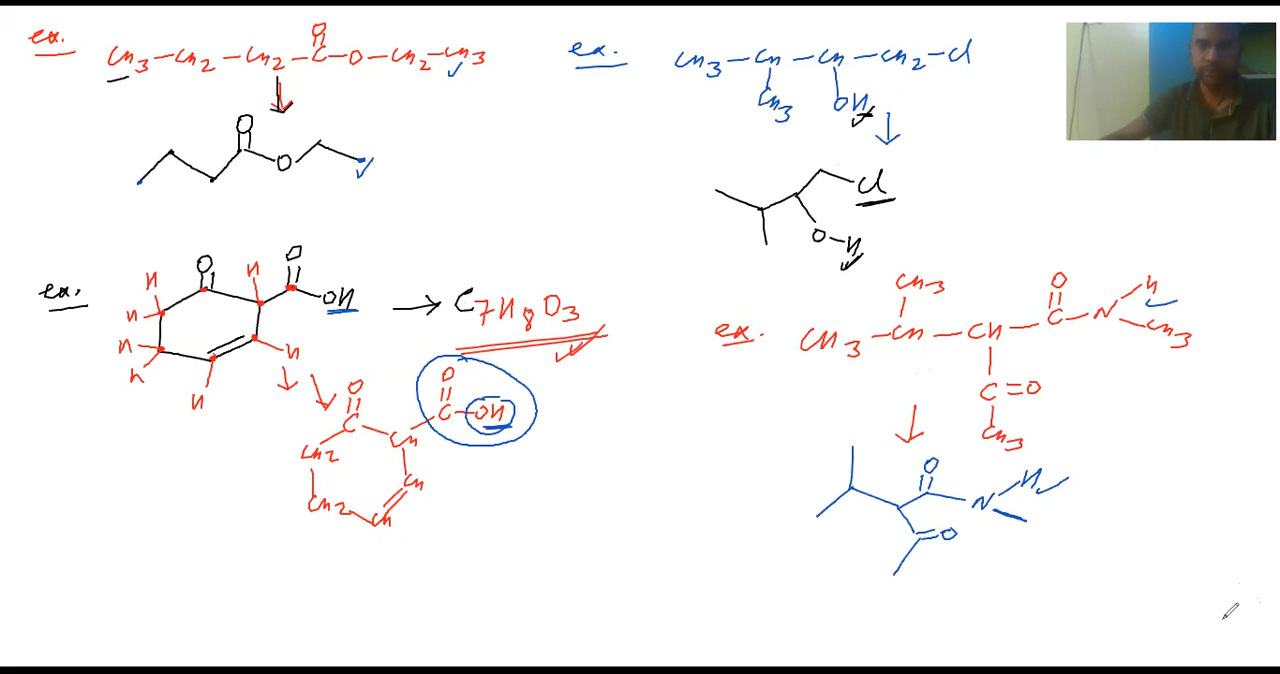 ex.
O
CH3-CH2-CH2-C-O-CH2-CH3
O
O
ex.
CH3-CH-CH-CH2-Cl
CH3 OH
Cl
O-H
ex.
H
H
H
H
H
H
H
O
O
OH
→ C7H8O3
O
C
CH2
CH2
CH
CH
CH
O
C-OH
ex.
CH3
O
H
CH3-CH-CH-C-N-CH3
C=O
CH3
O
N
H
O